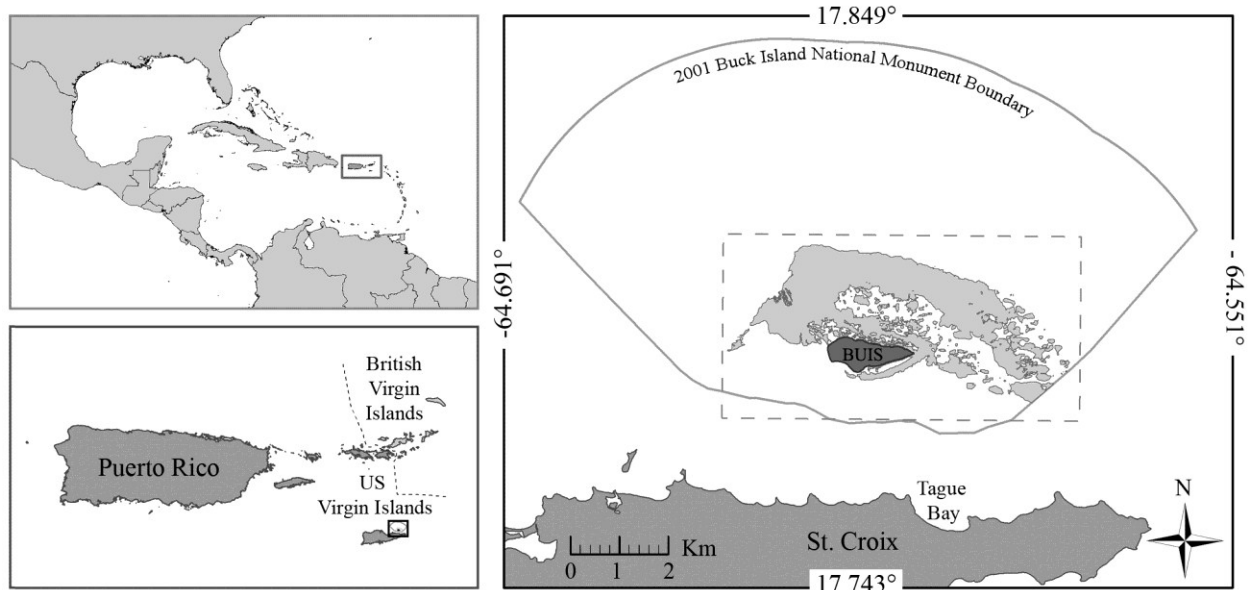 British
Virgin
Islands
Puerto Rico
US
Virgin Islands
17.849°
2001 Buck Island National Monument Boundary
-64.691°
- 64.551°
BUIS
Tague
Bay
N
St. Croix
Km
0 1 2
17.743°